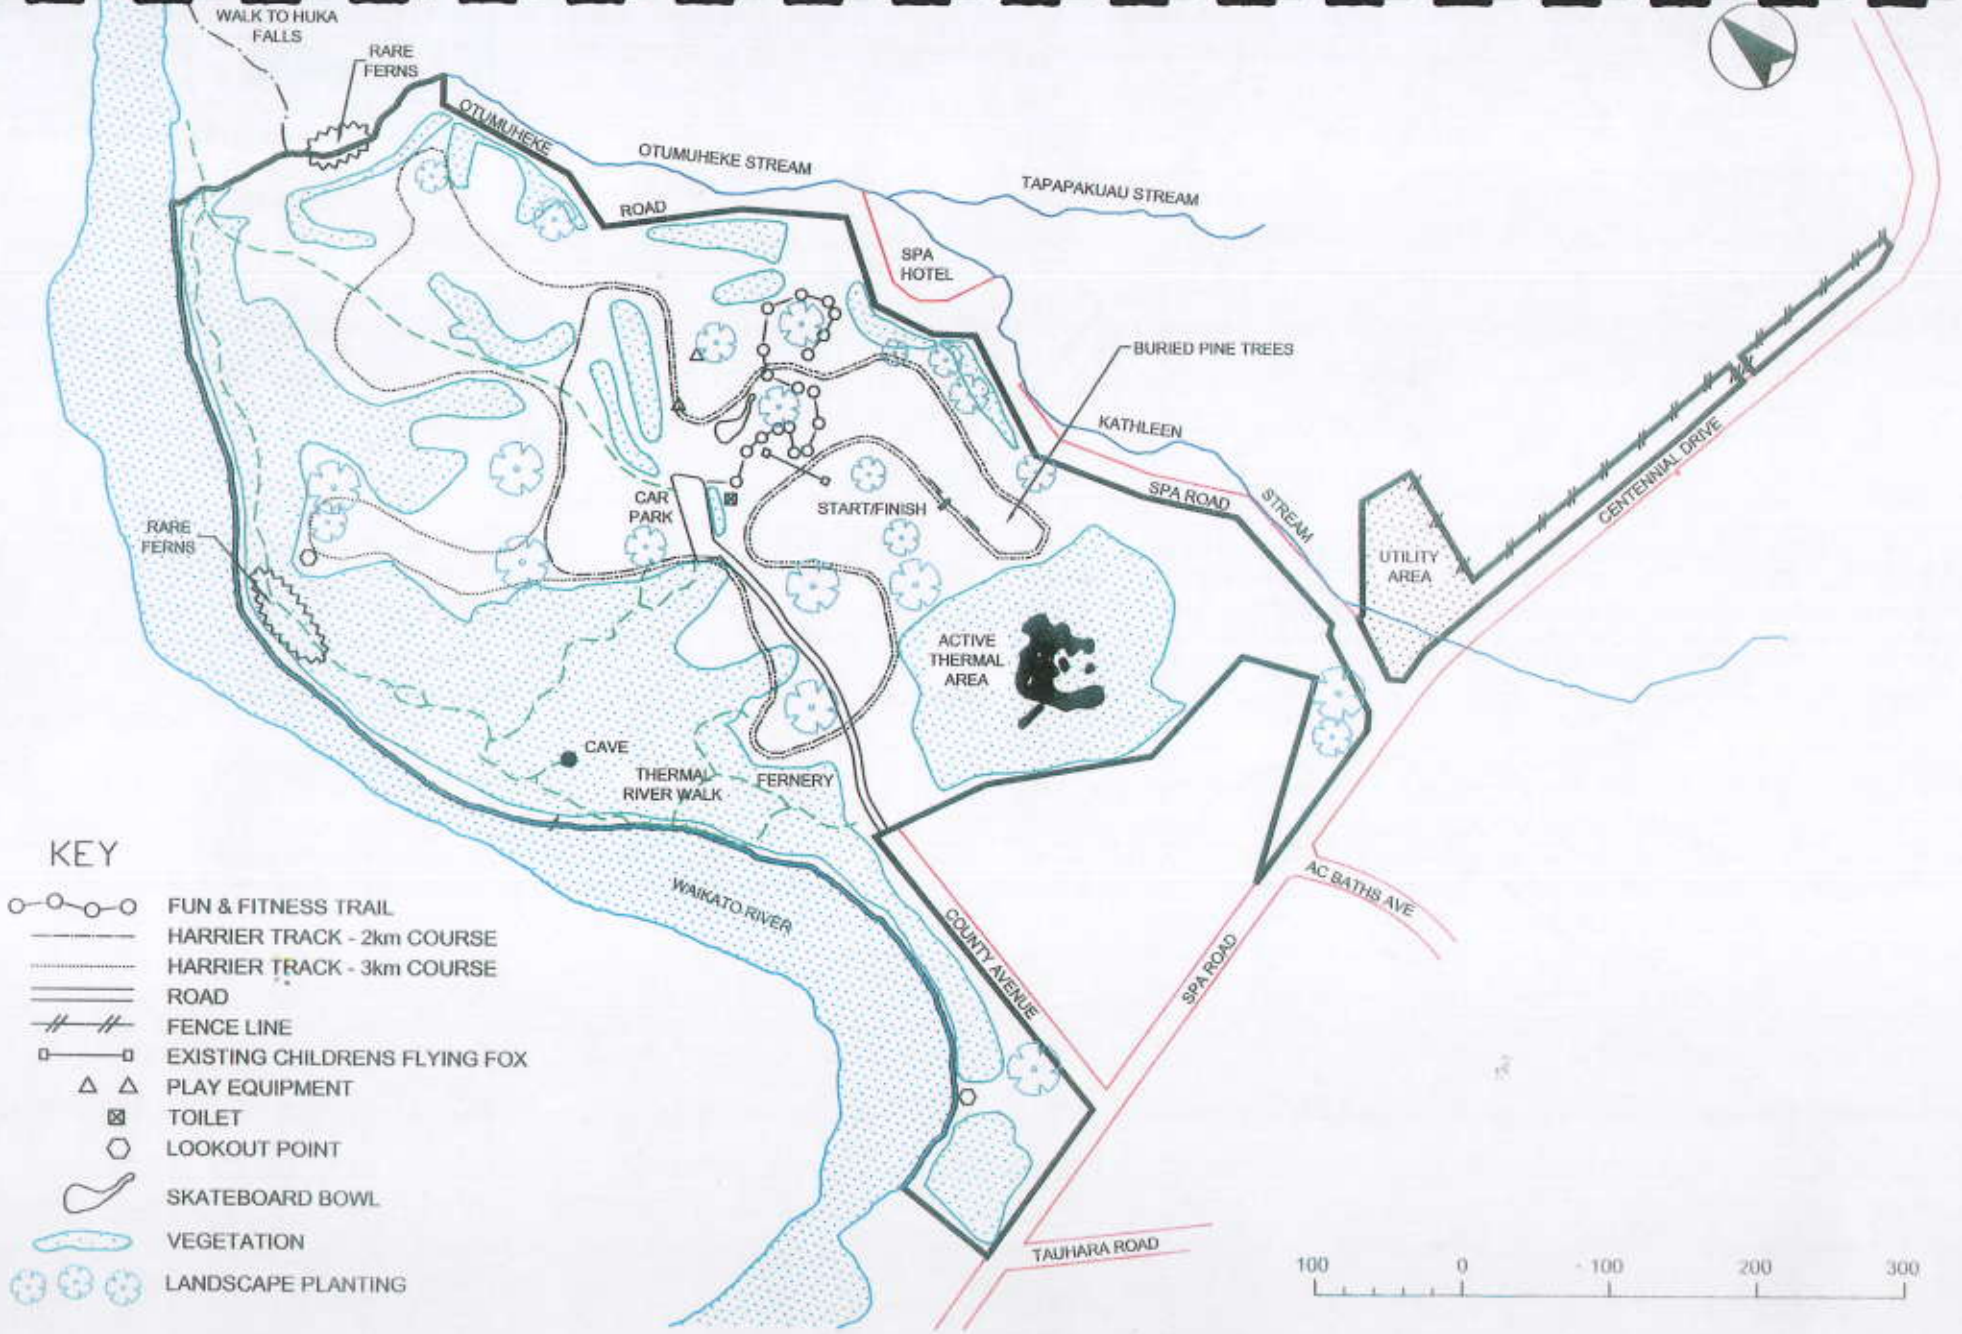 WALK TO HUKA
FALLS
RARE
FERNS
OTUMUHEKE
ROAD
OTUMUHEKE STREAM
TAPAPAKUAU STREAM
SPA
HOTEL
BURIED PINE TREES
KATHLEEN
STREAM
SPA ROAD
CENTENNIAL DRIVE
UTILITY
AREA
CAR
PARK
START/FINISH
RARE
FERNS
ACTIVE
THERMAL
AREA
CAVE
THERMAL
RIVER WALK
FERNERY
WAIKATO RIVER
COUNTY AVENUE
SPA ROAD
AC BATHS AVE
TAUHARA ROAD
KEY
FUN & FITNESS TRAIL
HARRIER TRACK - 2km COURSE
HARRIER TRACK - 3km COURSE
ROAD
FENCE LINE
EXISTING CHILDRENS FLYING FOX
PLAY EQUIPMENT
TOILET
LOOKOUT POINT
SKATEBOARD BOWL
VEGETATION
LANDSCAPE PLANTING
100 0 100 200 300